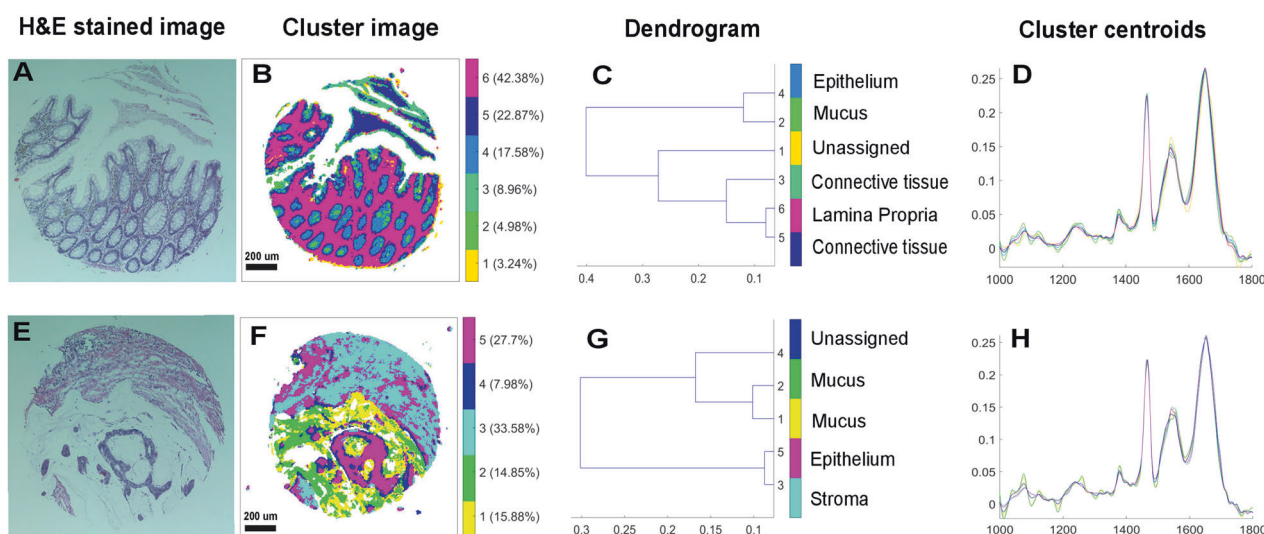 H&E stained image
Cluster image
Dendrogram
Cluster centroids
A
B
6 (42.38%)
5 (22.87%)
4 (17.58%)
3 (8.96%)
2 (4.98%)
1 (3.24%)
200 um
C
4
2
1
3
6
5
0.4
0.3
0.2
0.1
Epithelium
Mucus
Unassigned
Connective tissue
Lamina Propria
Connective tissue
D
0.25
0.2
0.15
0.1
0.05
0
1000
1200
1400
1600
1800
E
F
5 (27.7%)
4 (7.98%)
3 (33.58%)
2 (14.85%)
1 (15.88%)
200 um
G
4
2
1
5
3
0.3
0.25
0.2
0.15
0.1
Unassigned
Mucus
Mucus
Epithelium
Stroma
H
0.25
0.2
0.15
0.1
0.05
0
1000
1200
1400
1600
1800